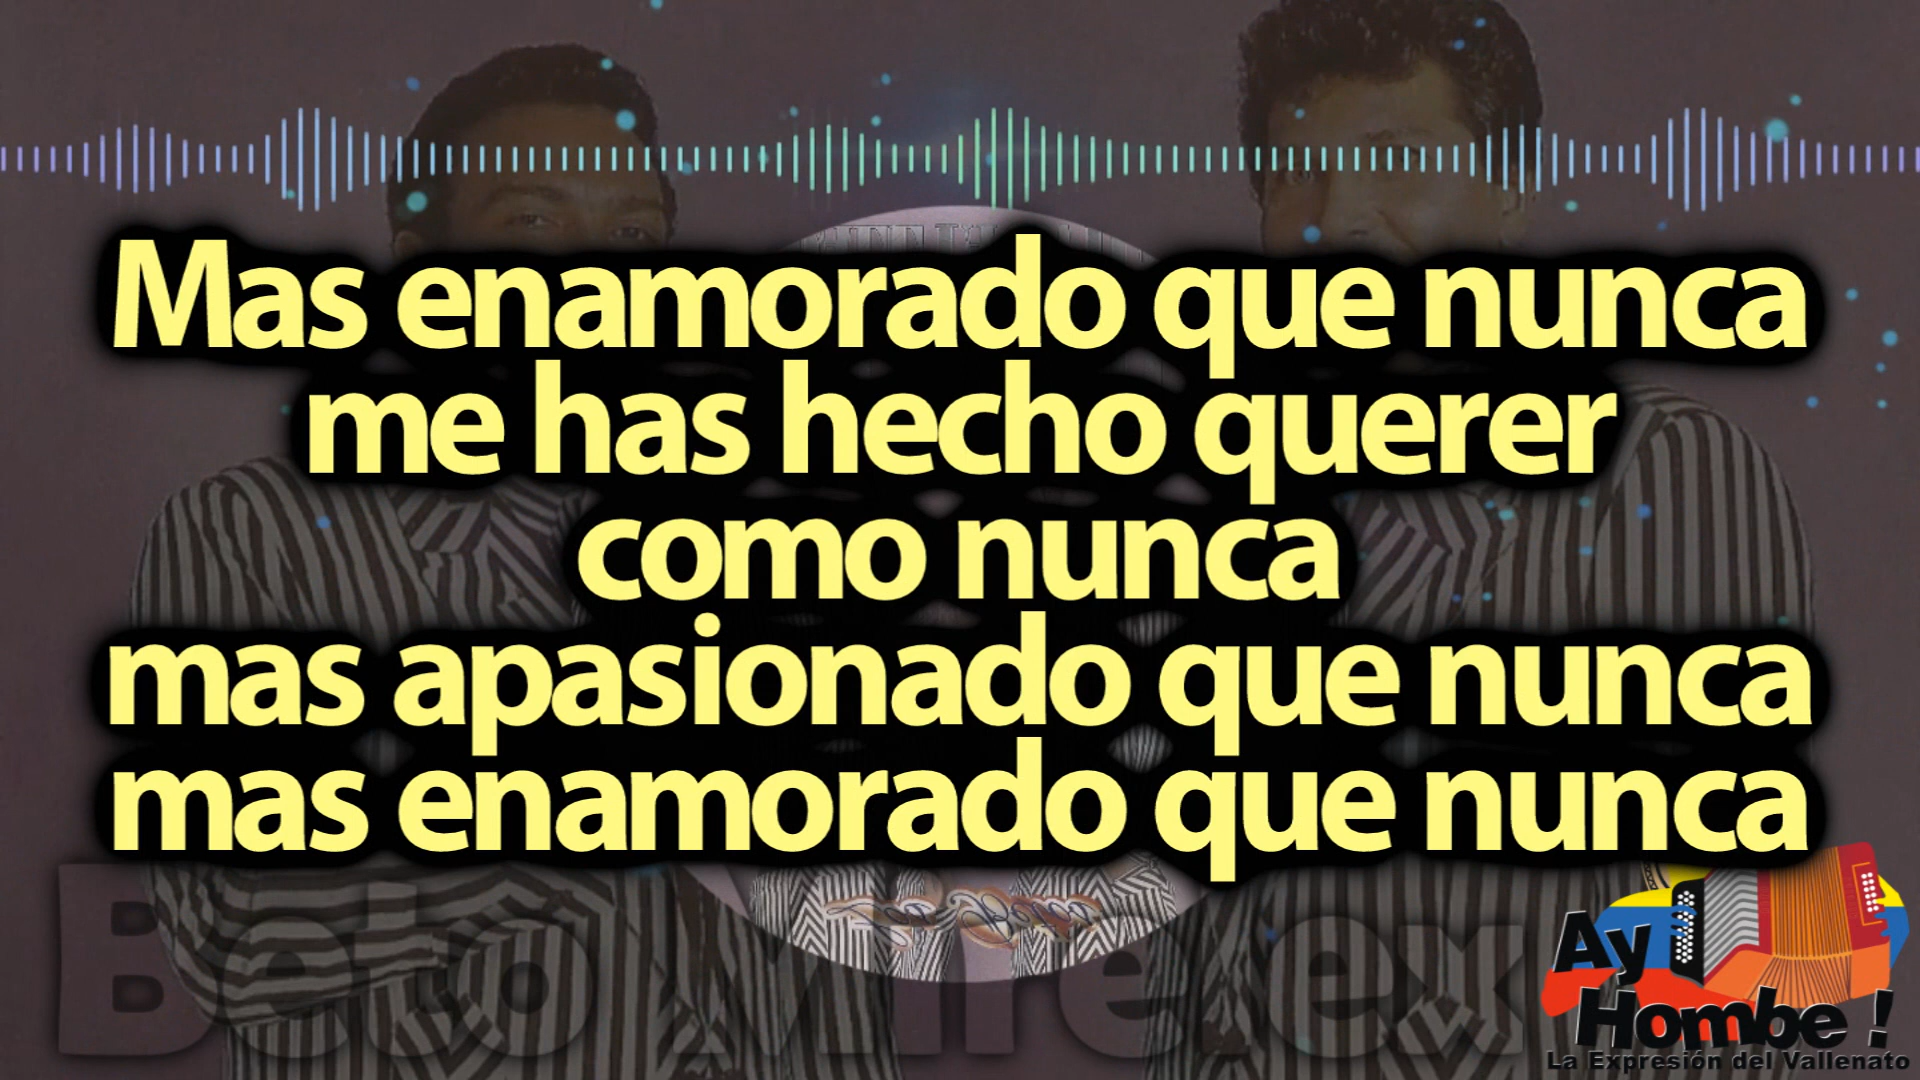 Mas enamorado que nunca
me has hecho querer
como nunca
mas apasionado que nunca
mas enamorado que nunca
Beto
Ay
Hombe !
La Expresión del Vallenato